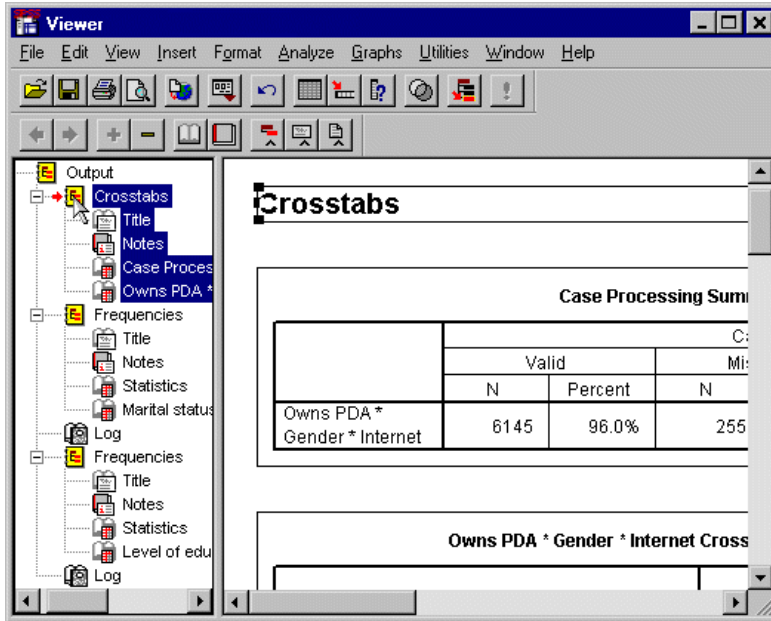 Viewer
File Edit View Insert Format Analyze Graphs Utilities Window Help
Output
Crosstabs
Title
Notes
Case Proces
Owns PDA *
Frequencies
Title
Notes
Statistics
Marital status
Log
Frequencies
Title
Notes
Statistics
Level of edu
Log
Crosstabs
Case Processing Sum
Valid
N Percent N
Owns PDA *
Gender * Internet
6145 96.0% 255
Owns PDA * Gender * Internet Cross